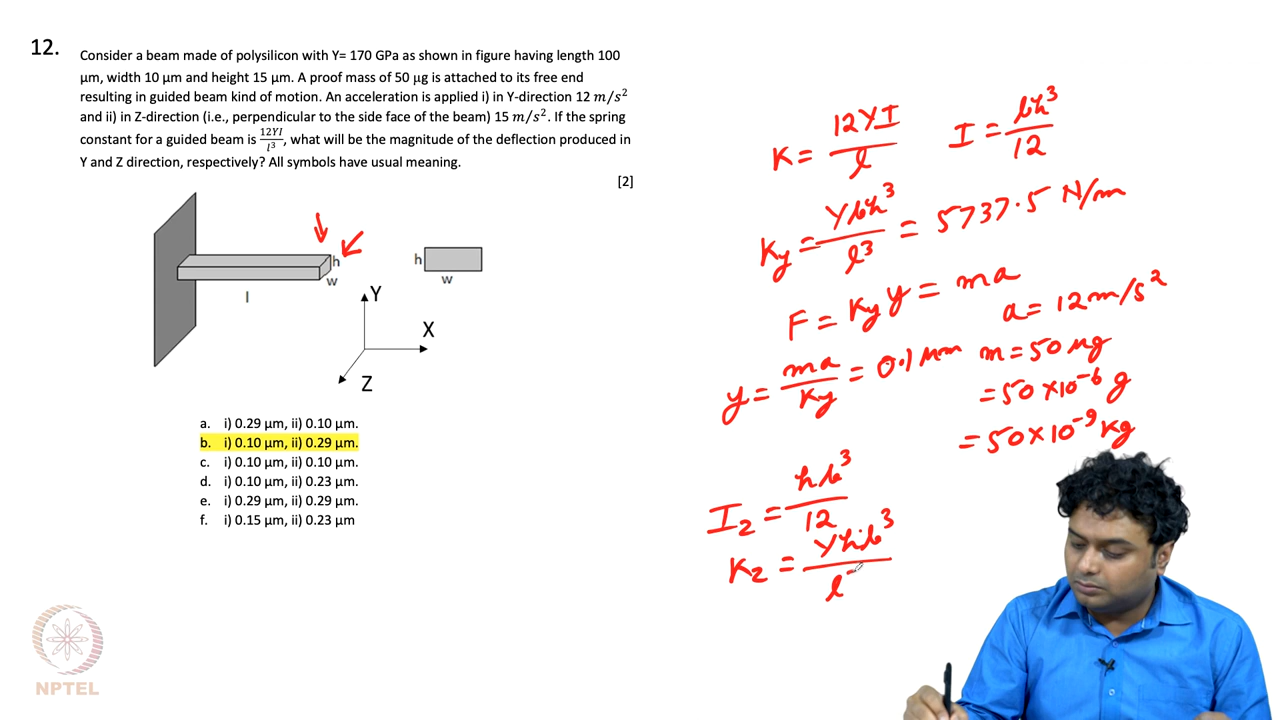 12.
Consider a beam made of polysilicon with Y= 170 GPa as shown in figure having length 100
μm, width 10 μm and height 15 μm. A proof mass of 50 μg is attached to its free end
resulting in guided beam kind of motion. An acceleration is applied i) in Y-direction 12 m/s²
and ii) in Z-direction (i.e., perpendicular to the side face of the beam) 15 m/s². If the spring
constant for a guided beam is 12YI/l³, what will be the magnitude of the deflection produced in
Y and Z direction, respectively? All symbols have usual meaning.
[2]
h
w
l
h
w
Y
X
Z
a. i) 0.29 μm, ii) 0.10 μm.
b. i) 0.10 μm, ii) 0.29 μm.
c. i) 0.10 μm, ii) 0.10 μm.
d. i) 0.10 μm, ii) 0.23 μm.
e. i) 0.29 μm, ii) 0.29 μm.
f. i) 0.15 μm, ii) 0.23 μm
K = 12YI/l I = bh³/12
Ky = Ybh³/l³ = 5737.5 N/m
F = Ky y = ma
a = 12 m/s²
y = ma/Ky = 0.1 μm m = 50 μg
= 50 × 10⁻⁶ g
= 50 × 10⁻⁹ Kg
Iz = hb³/12
Kz = Yhb³/l
NPTEL